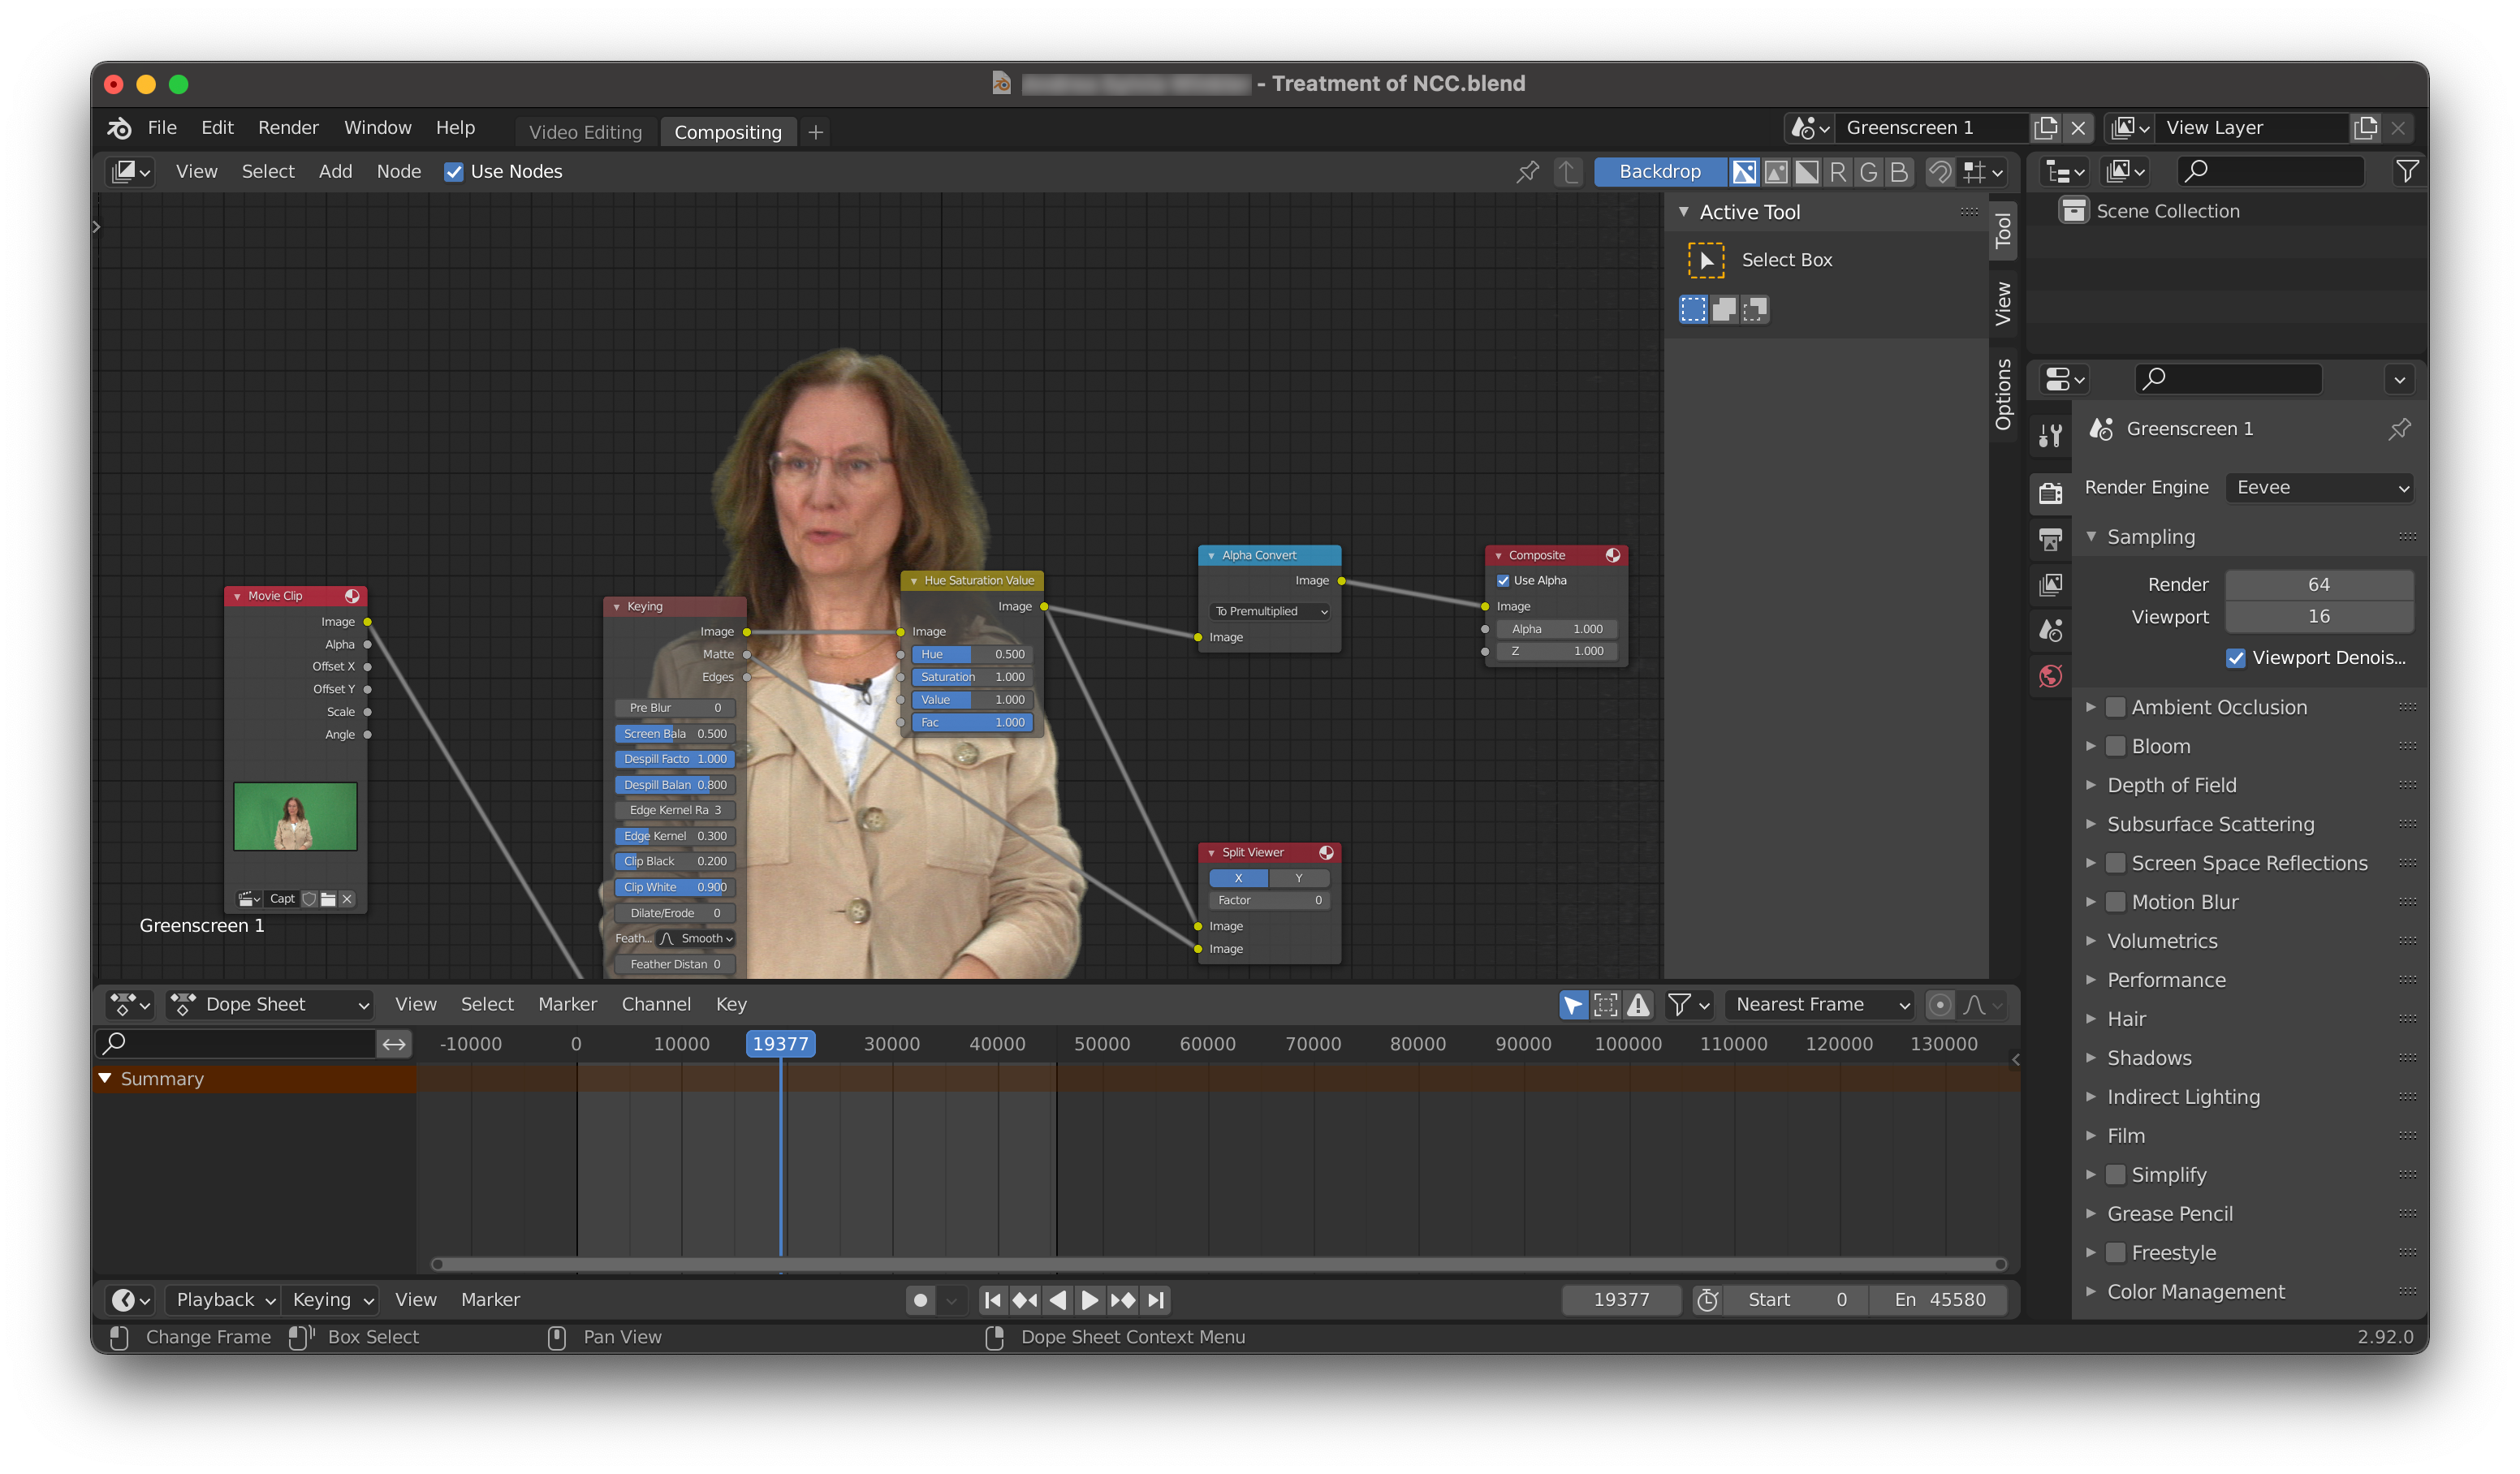 - Treatment of NCC.blend
File Edit Render Window Help Video Editing Compositing + Greenscreen 1 View Layer
View Select Add Node Use Nodes Backdrop R G B
Active Tool
Select Box
Tool
View
Options
Scene Collection
Movie Clip
Image
Alpha
Offset X
Offset Y
Scale
Angle
Capt
Greenscreen 1
Keying
Image
Matte
Edges
Pre Blur 0
Screen Bala 0.500
Despill Facto 1.000
Despill Balan 0.800
Edge Kernel Ra 3
Edge Kernel 0.300
Clip Black 0.200
Clip White 0.900
Dilate/Erode 0
Feath... Smooth
Feather Distan 0
Hue Saturation Value
Image
Image
Hue 0.500
Saturation 1.000
Value 1.000
Fac 1.000
Alpha Convert
Image
To Premultiplied
Image
Composite
Use Alpha
Image
Alpha 1.000
Z 1.000
Split Viewer
X Y
Factor 0
Image
Image
Greenscreen 1
Render Engine Eevee
Sampling
Render 64
Viewport 16
Viewport Denois...
Ambient Occlusion
Bloom
Depth of Field
Subsurface Scattering
Screen Space Reflections
Motion Blur
Volumetrics
Performance
Hair
Shadows
Indirect Lighting
Film
Simplify
Grease Pencil
Freestyle
Color Management
Dope Sheet View Select Marker Channel Key Nearest Frame
-10000 0 10000 19377 30000 40000 50000 60000 70000 80000 90000 100000 110000 120000 130000
Summary
Playback Keying View Marker 19377 Start 0 En 45580
Change Frame Box Select Pan View Dope Sheet Context Menu 2.92.0